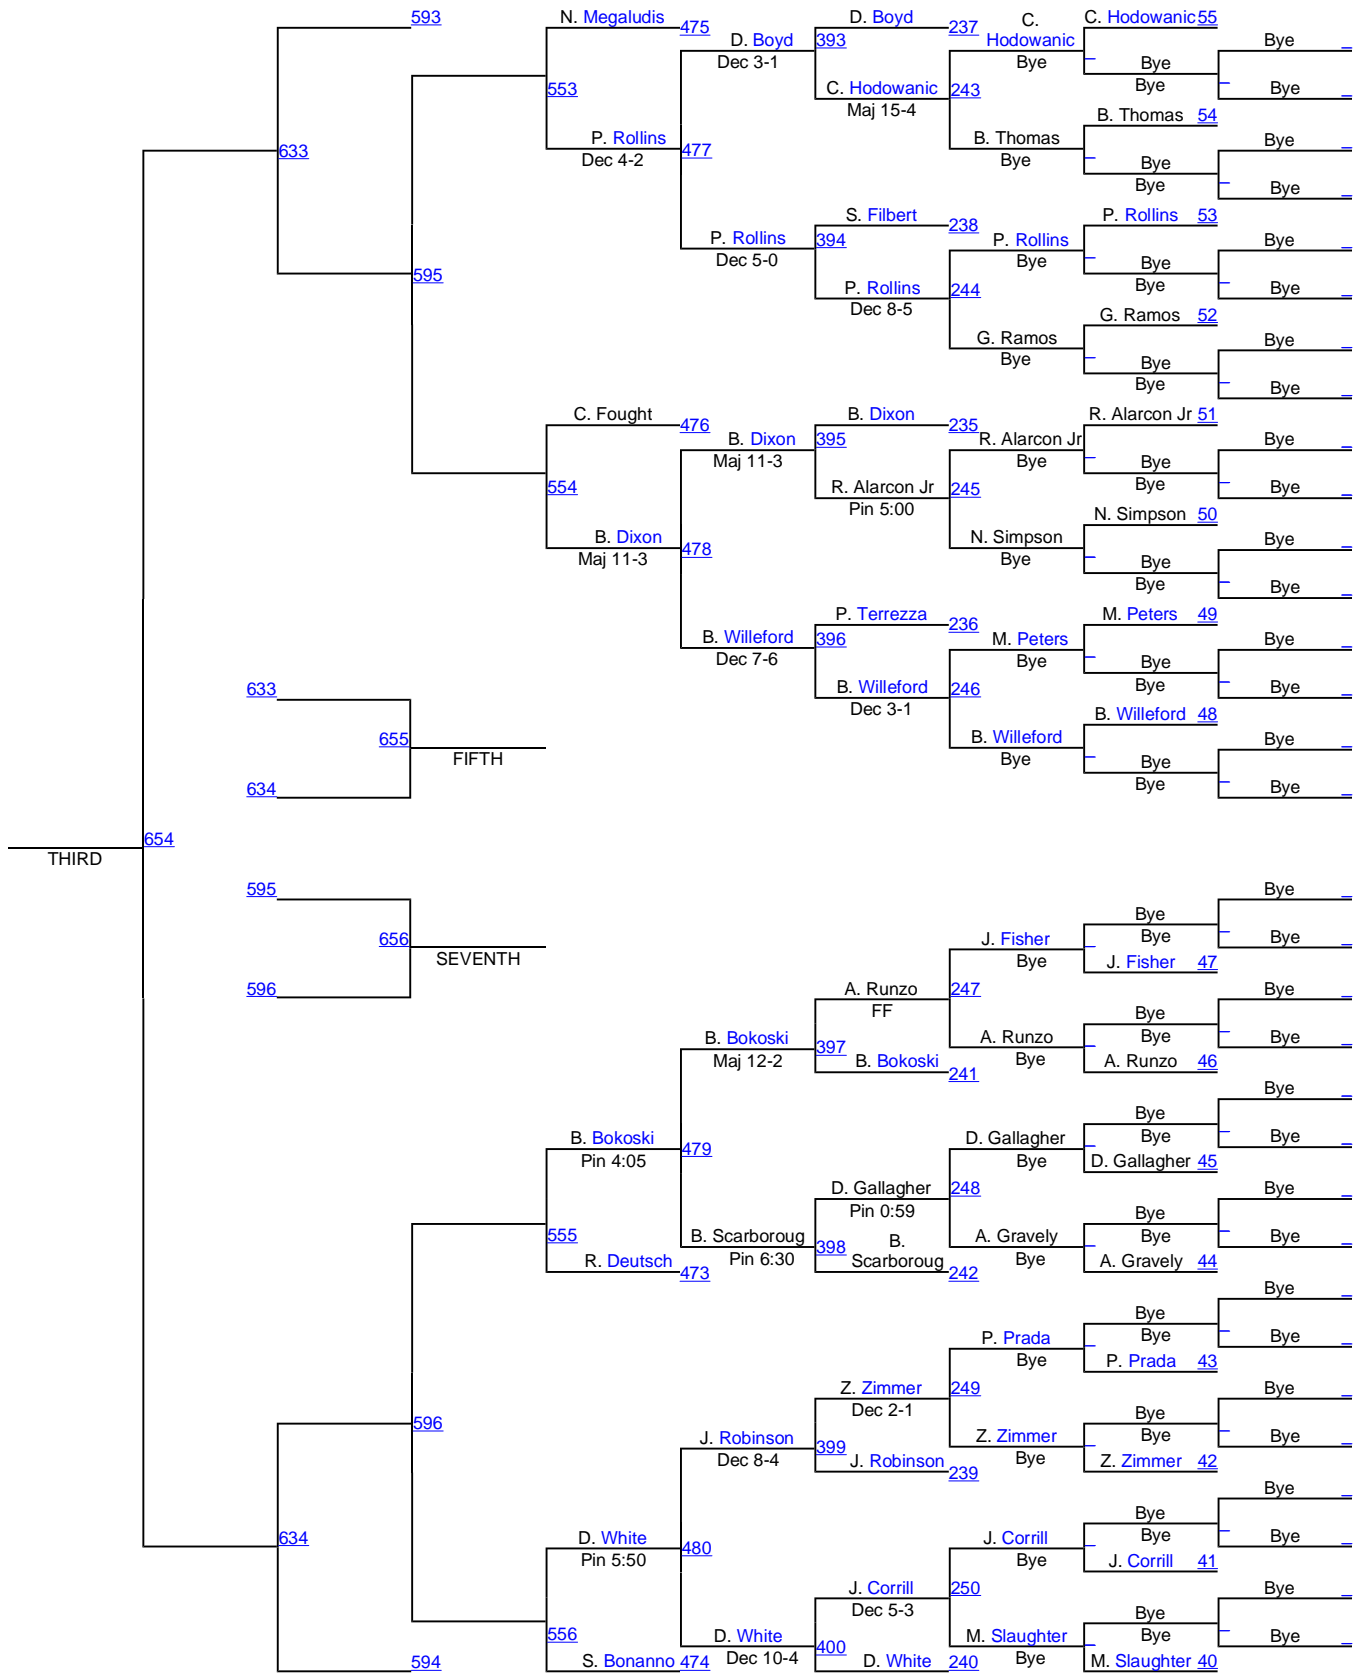 593
N. Megaludis
475
D. Boyd
237
C.
Hodowanic
Bye
C. Hodowanic 55
Bye
D. Boyd
Dec 3-1
393
Bye
Bye
Bye
553
C. Hodowanic
Maj 15-4
243
B. Thomas 54
P. Rollins
Dec 4-2
477
B. Thomas
Bye
Bye
Bye
Bye
Bye
633
S. Filbert
238
P. Rollins 53
P. Rollins
Dec 5-0
394
P. Rollins
Bye
Bye
Bye
Bye
Bye
595
P. Rollins
Dec 8-5
244
G. Ramos 52
G. Ramos
Bye
Bye
Bye
Bye
Bye
C. Fought
476
B. Dixon
235
R. Alarcon Jr 51
B. Dixon
Maj 11-3
395
R. Alarcon Jr
Bye
Bye
Bye
Bye
Bye
554
R. Alarcon Jr
Pin 5:00
245
N. Simpson 50
B. Dixon
Maj 11-3
478
N. Simpson
Bye
Bye
Bye
Bye
Bye
P. Terrezza
236
M. Peters 49
B. Willeford
Dec 7-6
396
M. Peters
Bye
Bye
Bye
Bye
Bye
633
B. Willeford
Dec 3-1
246
B. Willeford 48
655
FIFTH
B. Willeford
Bye
Bye
Bye
Bye
Bye
634
654
THIRD
595
Bye
656
SEVENTH
J. Fisher
Bye
Bye
Bye
Bye
J. Fisher 47
596
A. Runzo
FF
247
Bye
B. Bokoski
Maj 12-2
397
A. Runzo
Bye
Bye
Bye
Bye
B. Bokoski
241
A. Runzo 46
Bye
B. Bokoski
Pin 4:05
479
D. Gallagher
Bye
Bye
Bye
Bye
D. Gallagher 45
D. Gallagher
Pin 0:59
248
Bye
555
B. Scarboroug
Pin 6:30
398
B.
Scarboroug
242
A. Gravely
Bye
Bye
Bye
Bye
R. Deutsch
473
A. Gravely 44
Bye
P. Prada
Bye
Bye
Bye
Bye
P. Prada 43
Z. Zimmer
Dec 2-1
249
Bye
596
J. Robinson
Dec 8-4
399
Z. Zimmer
Bye
Bye
Bye
Bye
J. Robinson
239
Z. Zimmer 42
Bye
634
D. White
Pin 5:50
480
J. Corrill
Bye
Bye
Bye
Bye
J. Corrill 41
J. Corrill
Dec 5-3
250
Bye
556
D. White
Dec 10-4
400
M. Slaughter
Bye
Bye
Bye
Bye
594
S. Bonanno 474
D. White
240
M. Slaughter 40